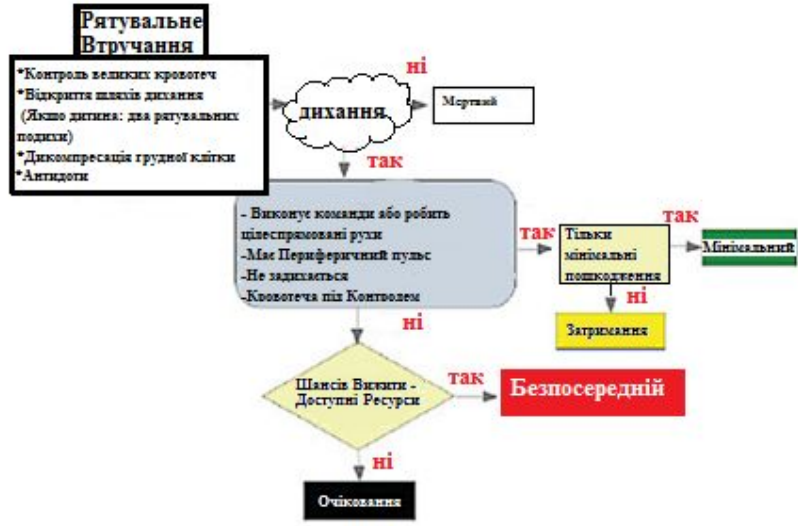 Рятувальне
Втручання
*Контроль великих кровотеч
*Відкриття шляхів дихання
(Якщо дитина: два рятувальних
подихи)
*Дикомпресація грудної клітки
*Антидоти
дихання
ні
Мертвий
так
- Виконує команди або робить
цілеспрямовані рухи
-Має Периферичний пульс
-Не задихається
-Кровотеча під Контролем
так
Тільки
мінімальні
пошкодження
так
Мінімальний
ні
Затримання
ні
Шансів Вижити -
Доступні Ресурси
так
Безпосередній
ні
Очіковання